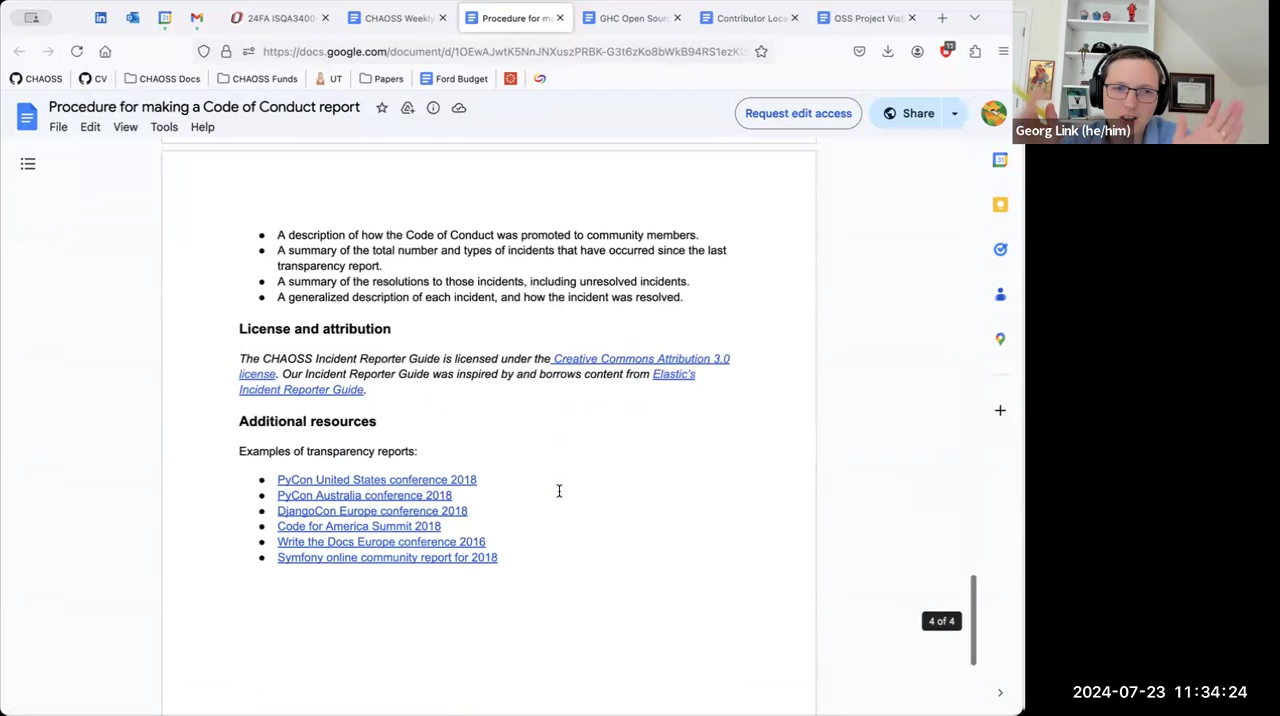 24FA ISQA3400
CHAOSS Weekly
Procedure for m
GHC Open Sour
Contributor Loca
OSS Project Viab
https://docs.google.com/document/d/1OEwAJwtK5NnJNXuszPRBK-G3t6zKo8bWkB94RS1ezK
15
CHAOSS
CV
CHAOSS Docs
CHAOSS Funds
UT
Papers
Ford Budget
Procedure for making a Code of Conduct report
File Edit View Tools Help
Request edit access
Share
Georg Link (he/him)
31
● A description of how the Code of Conduct was promoted to community members.
● A summary of the total number and types of incidents that have occurred since the last
transparency report.
● A summary of the resolutions to those incidents, including unresolved incidents.
● A generalized description of each incident, and how the incident was resolved.
License and attribution
The CHAOSS Incident Reporter Guide is licensed under the Creative Commons Attribution 3.0
license. Our Incident Reporter Guide was inspired by and borrows content from Elastic's
Incident Reporter Guide.
Additional resources
Examples of transparency reports:
● PyCon United States conference 2018
● PyCon Australia conference 2018
● DjangoCon Europe conference 2018
● Code for America Summit 2018
● Write the Docs Europe conference 2016
● Symfony online community report for 2018
4 of 4
2024-07-23 11:34:24